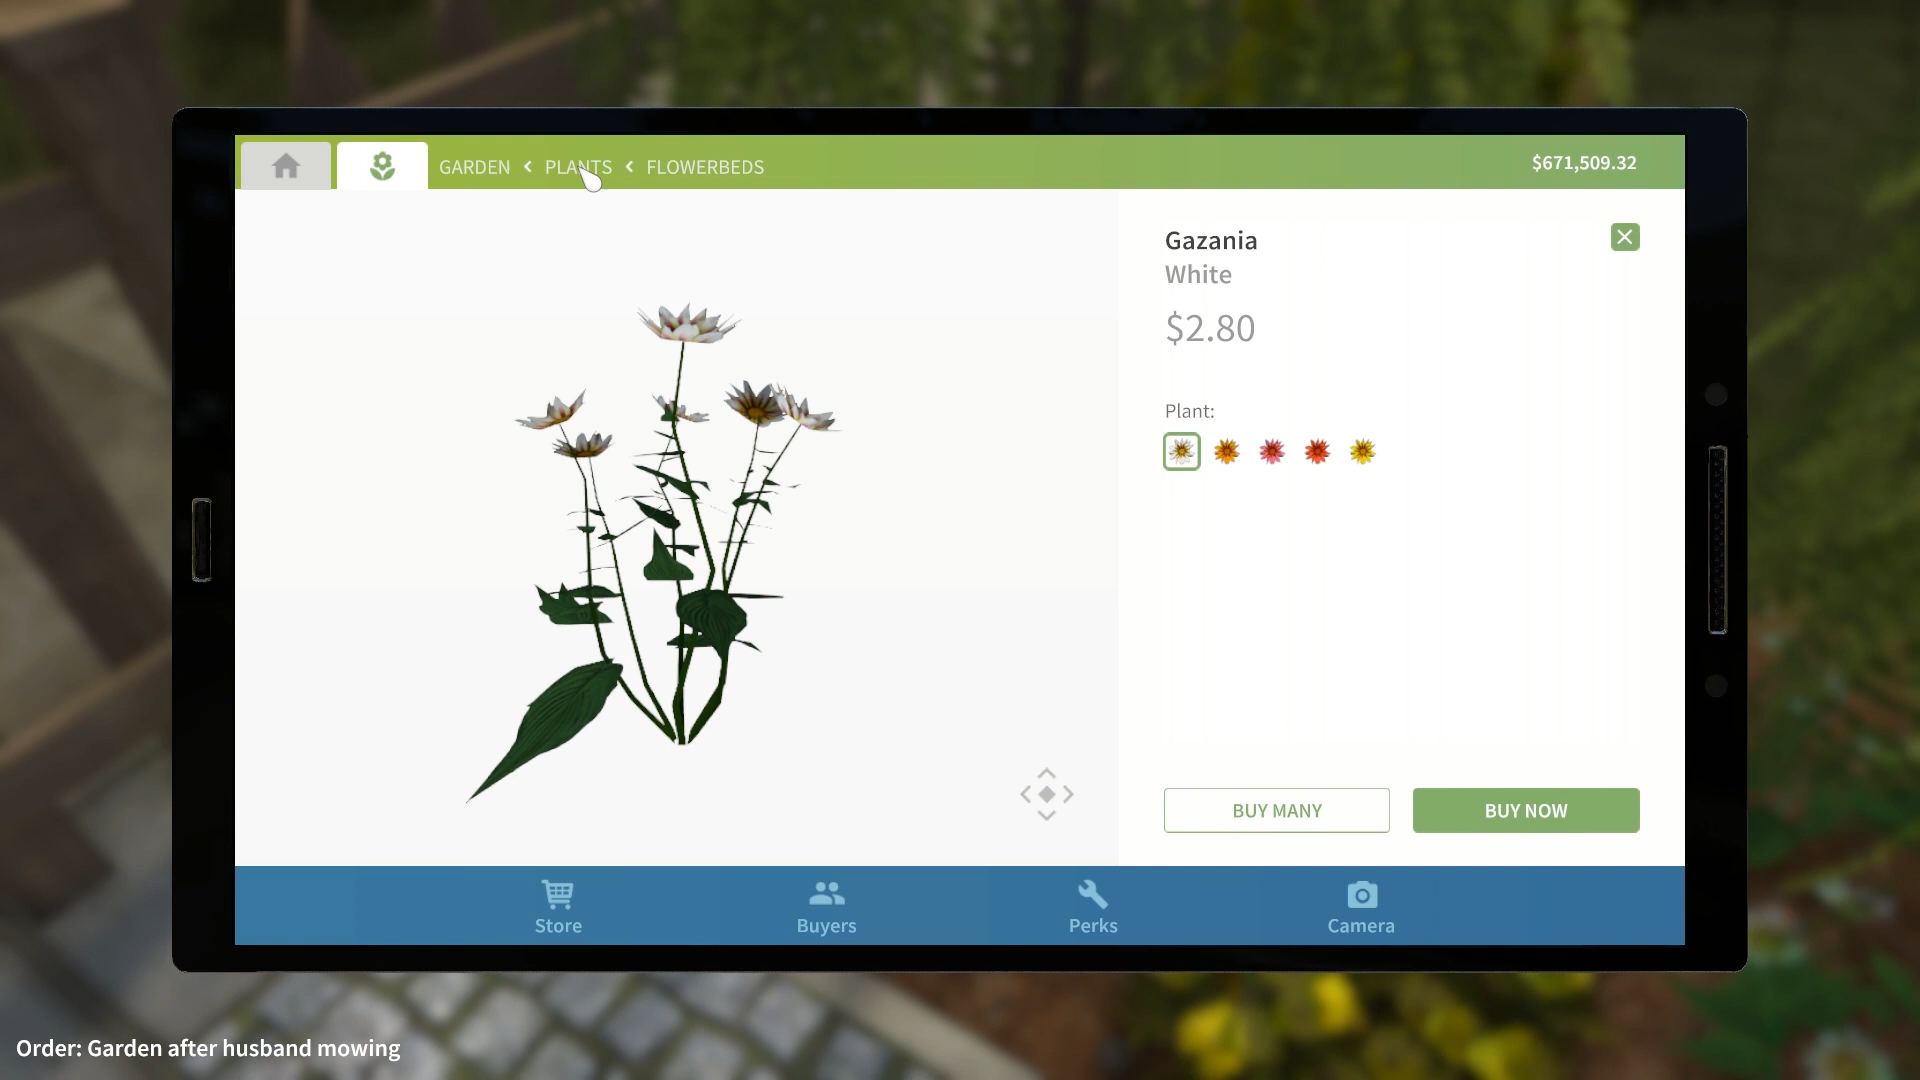 GARDEN < PLANTS < FLOWERBEDS
$671,509.32
Gazania
White
$2.80
Plant:
BUY MANY
BUY NOW
Store
Buyers
Perks
Camera
Order: Garden after husband mowing